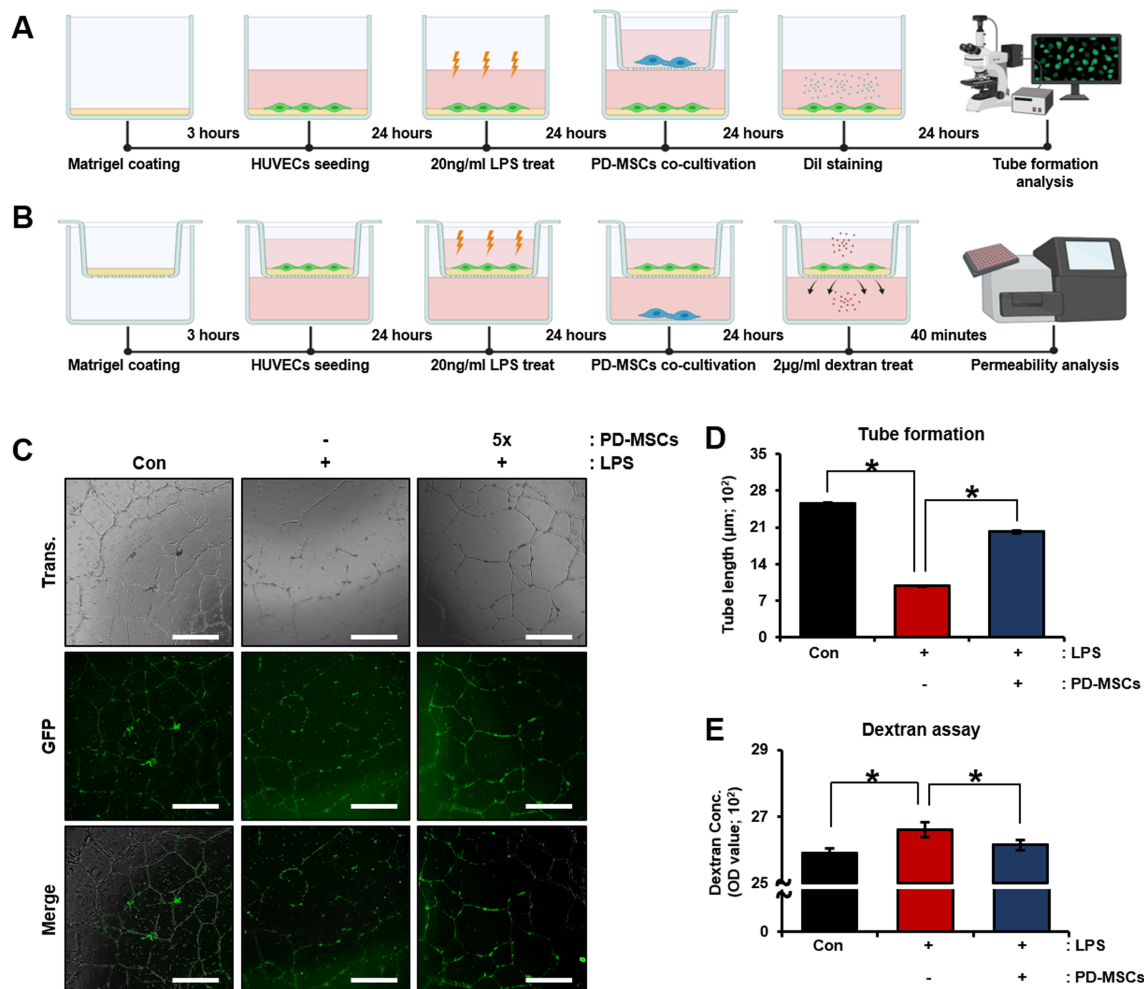 A
3 hours
24 hours
24 hours
24 hours
24 hours
Matrigel coating
HUVECs seeding
20ng/ml LPS treat
PD-MSCs co-cultivation
Dil staining
Tube formation
analysis
B
3 hours
24 hours
24 hours
24 hours
40 minutes
Matrigel coating
HUVECs seeding
20ng/ml LPS treat
PD-MSCs co-cultivation
2µg/ml dextran treat
Permeability analysis
C
- 5x : PD-MSCs
Con + + : LPS
Trans.
GFP
Merge
D
Tube formation
Tube length (µm; 10²)
35
28
21
14
7
0
* *
Con + + : LPS
- + : PD-MSCs
E
Dextran assay
Dextran Conc.
(OD value; 10²)
29
27
25
0
* *
Con + + : LPS
- + : PD-MSCs